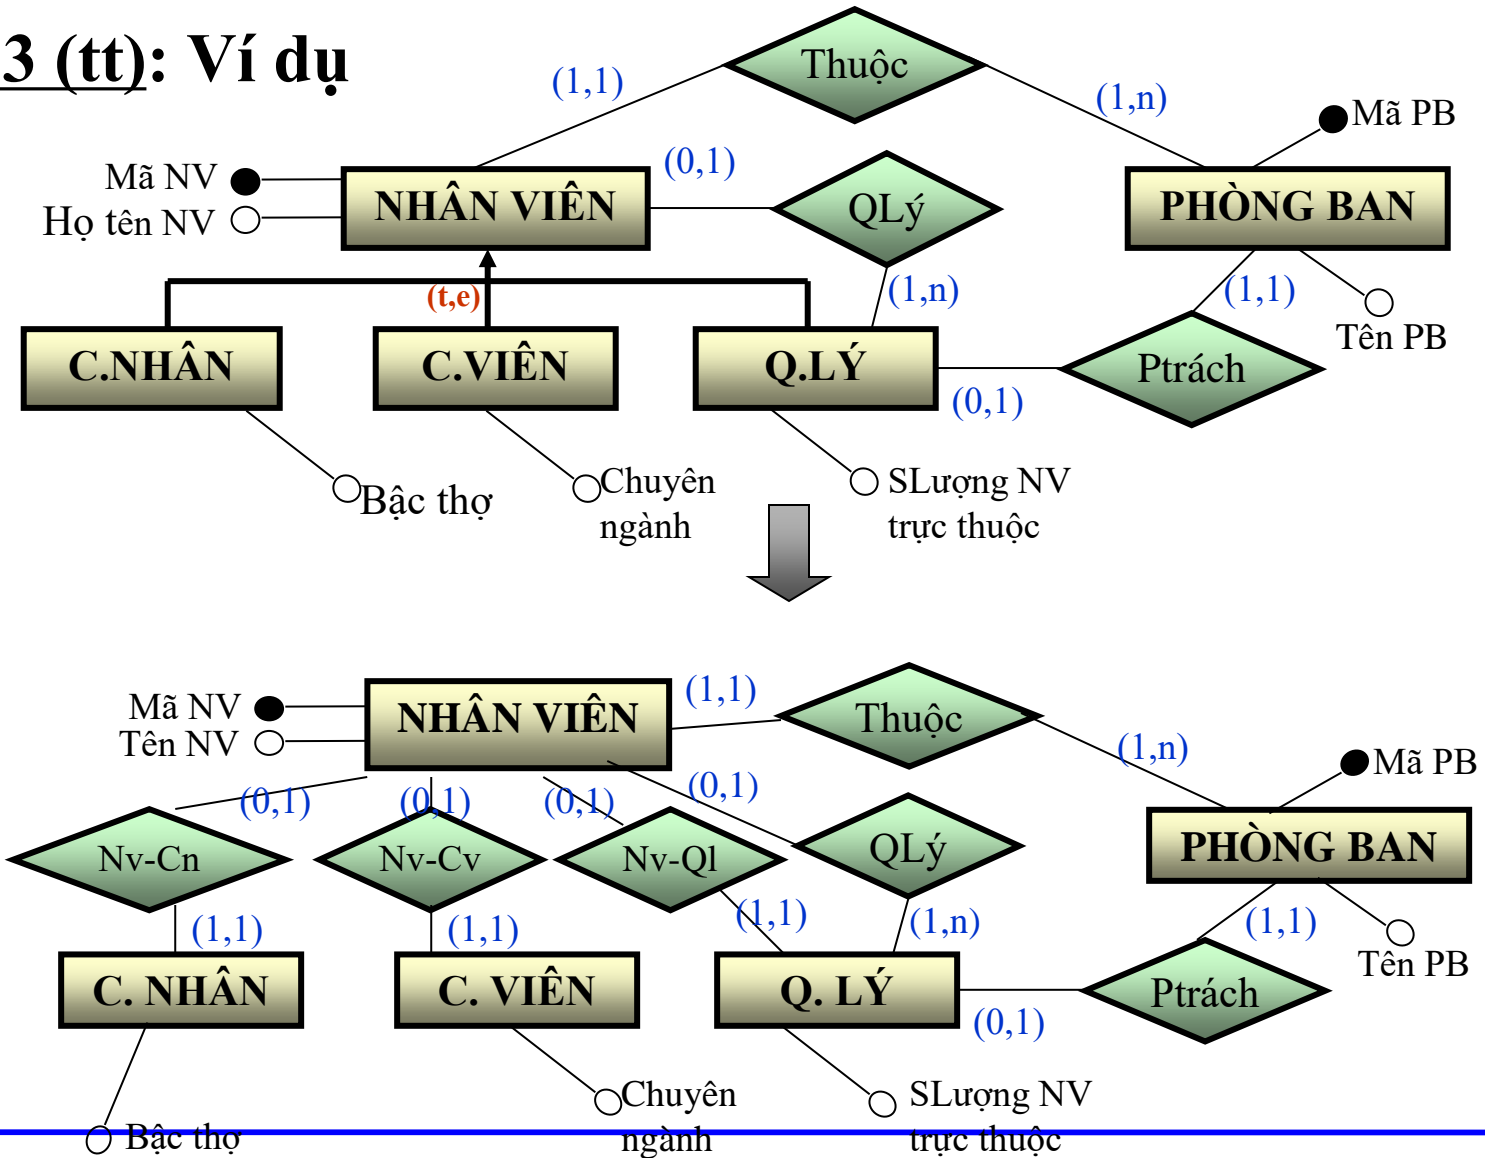 3 (tt): Ví dụ
Thuộc
(1,1)
(1,n)
Mã PB
(0,1)
Mã NV
Họ tên NV
NHÂN VIÊN
QLý
PHÒNG BAN
(t,e)
(1,n)
(1,1)
Tên PB
C.NHÂN
C.VIÊN
Q.LÝ
Ptrách
(0,1)
Bậc thợ
Chuyên
ngành
SLượng NV
trực thuộc
Mã NV
Tên NV
NHÂN VIÊN
(1,1)
Thuộc
(1,n)
Mã PB
(0,1)
(0,1)
(0,1)
(0,1)
Nv-Cn
Nv-Cv
Nv-Ql
QLý
PHÒNG BAN
(1,1)
(1,1)
(1,1)
(1,n)
(1,1)
Tên PB
C. NHÂN
C. VIÊN
Q. LÝ
Ptrách
(0,1)
Bậc thợ
Chuyên
ngành
SLượng NV
trực thuộc